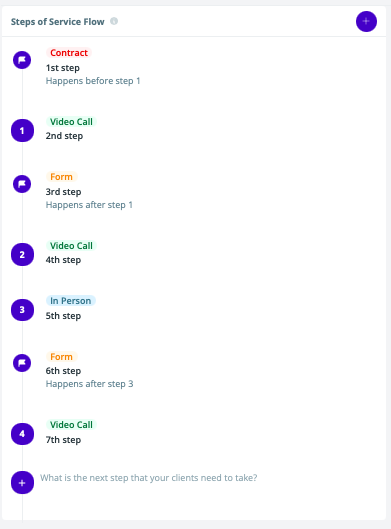 Steps of Service Flow
Contract
1st step
Happens before step 1
1
Video Call
2nd step
Form
3rd step
Happens after step 1
2
Video Call
4th step
3
In Person
5th step
Form
6th step
Happens after step 3
4
Video Call
7th step
What is the next step that your clients need to take?